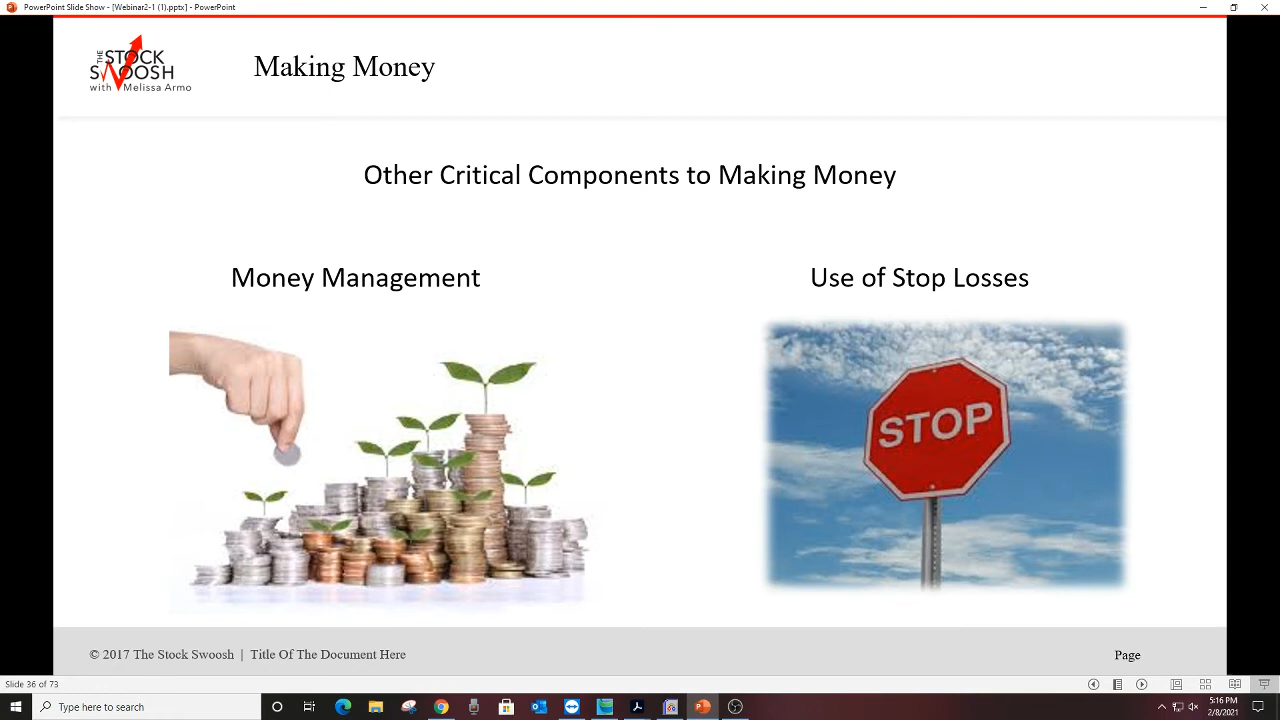 PowerPoint Slide Show - [Webinar2-1 (1).pptx] - PowerPoint
THE STOCK
SWOOSH
with Melissa Armo
Making Money
Other Critical Components to Making Money
Money Management
Use of Stop Losses
STOP
© 2017 The Stock Swoosh | Title Of The Document Here
Page
Slide 36 of 73
Type here to search
5:16 PM
2/8/2021